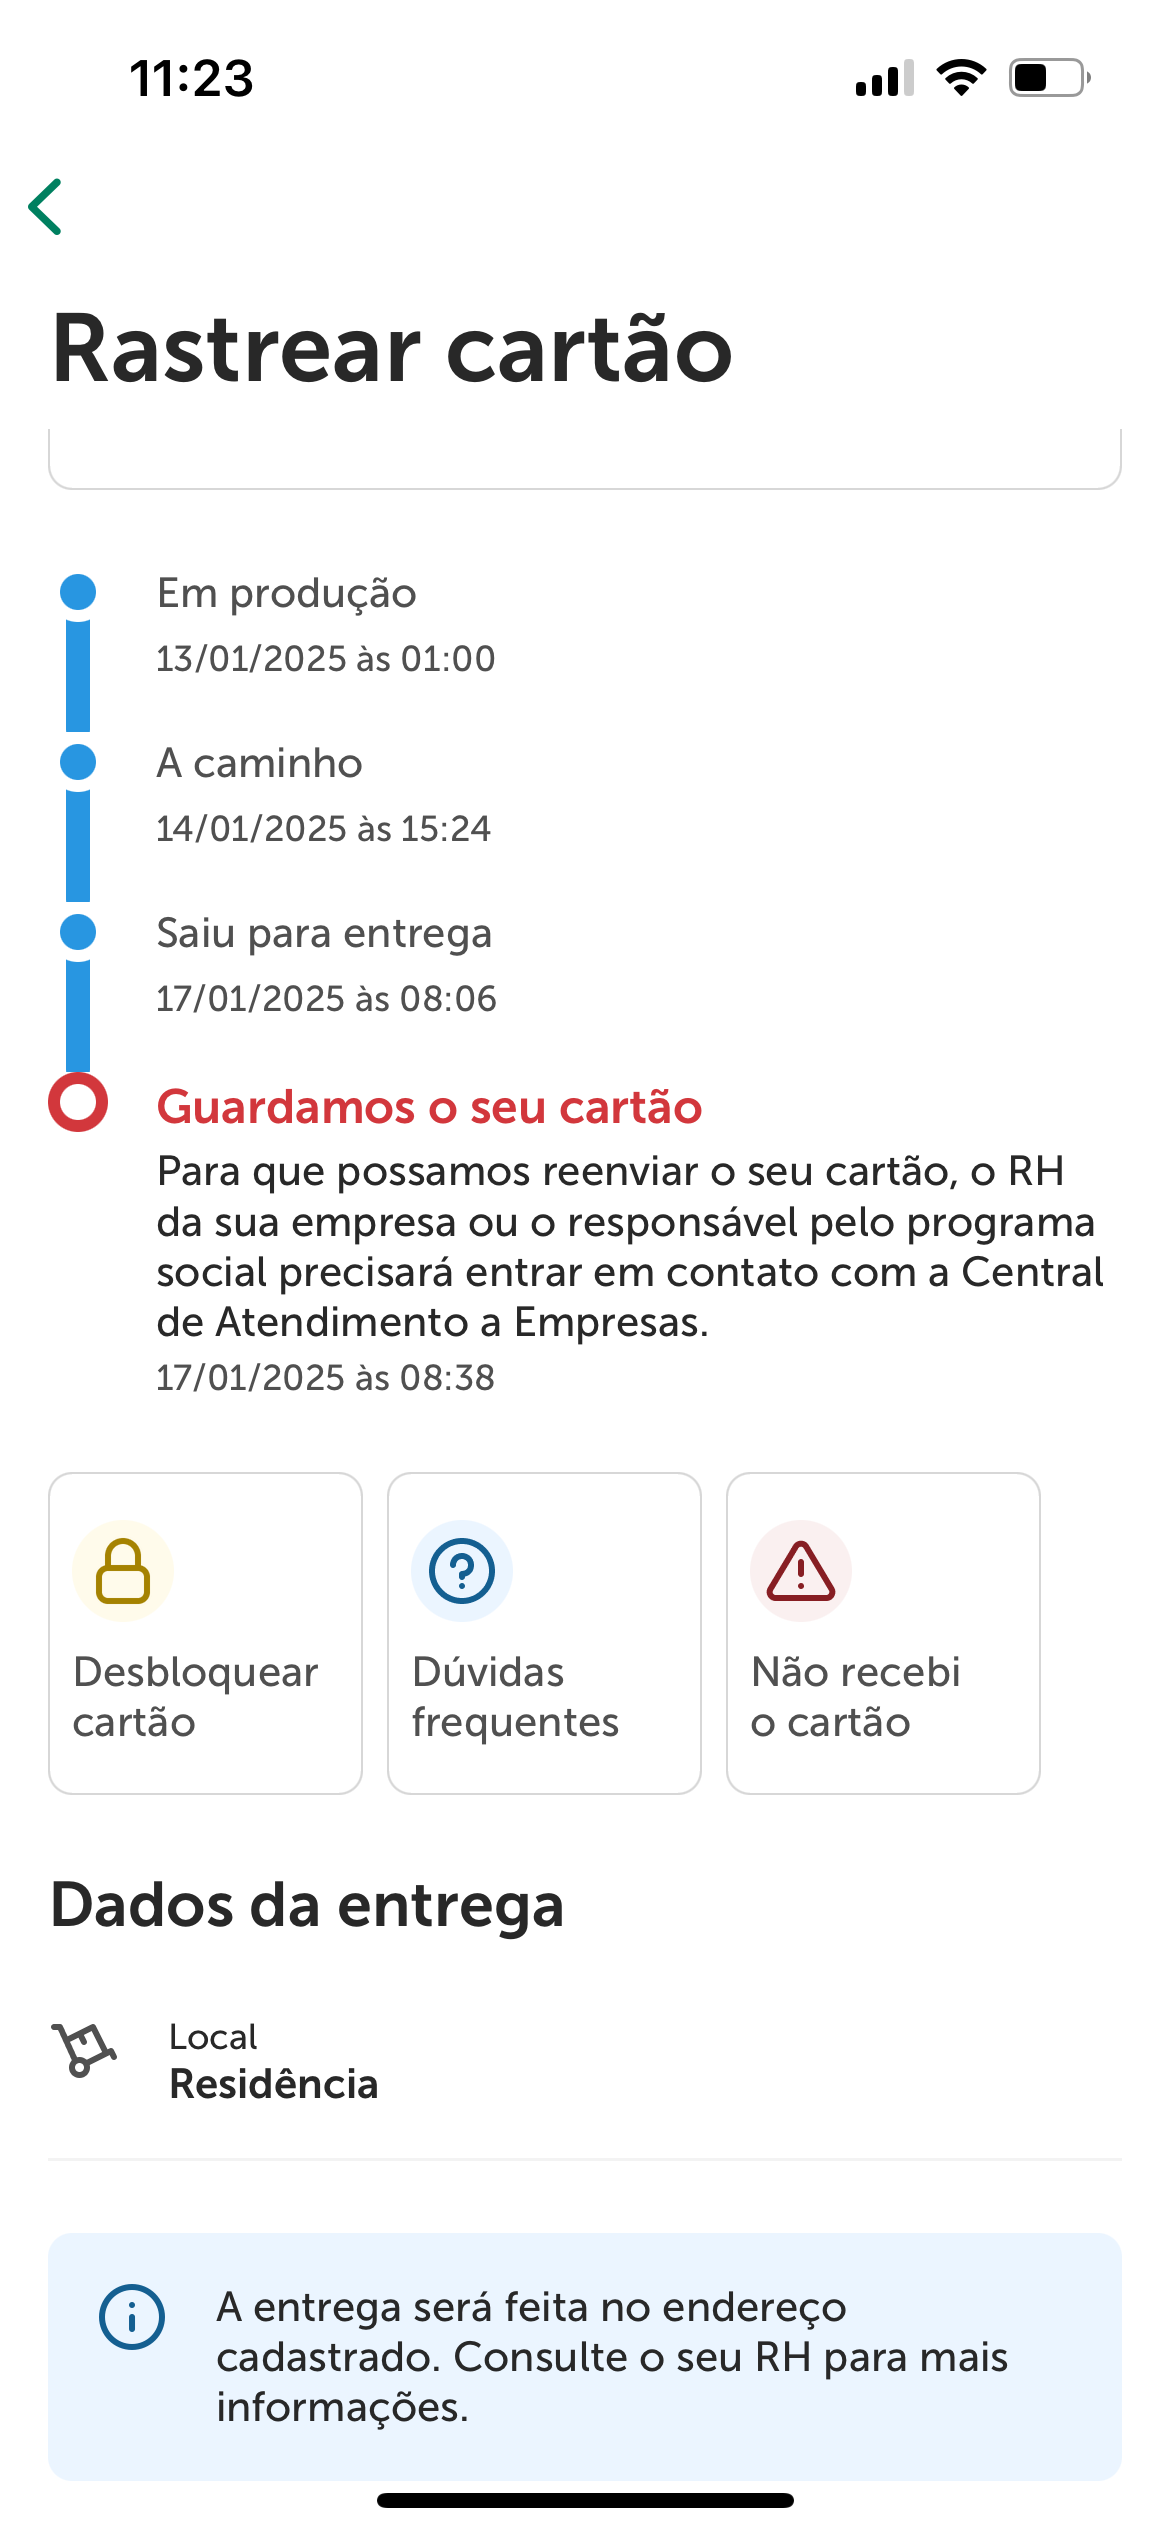 11:23
Rastrear cartão
Em produção
13/01/2025 às 01:00
A caminho
14/01/2025 às 15:24
Saiu para entrega
17/01/2025 às 08:06
Guardamos o seu cartão
Para que possamos reenviar o seu cartão, o RH
da sua empresa ou o responsável pelo programa
social precisará entrar em contato com a Central
de Atendimento a Empresas.
17/01/2025 às 08:38
Desbloquear
cartão
Dúvidas
frequentes
Não recebi
o cartão
Dados da entrega
Local
Residência
A entrega será feita no endereço
cadastrado. Consulte o seu RH para mais
informações.